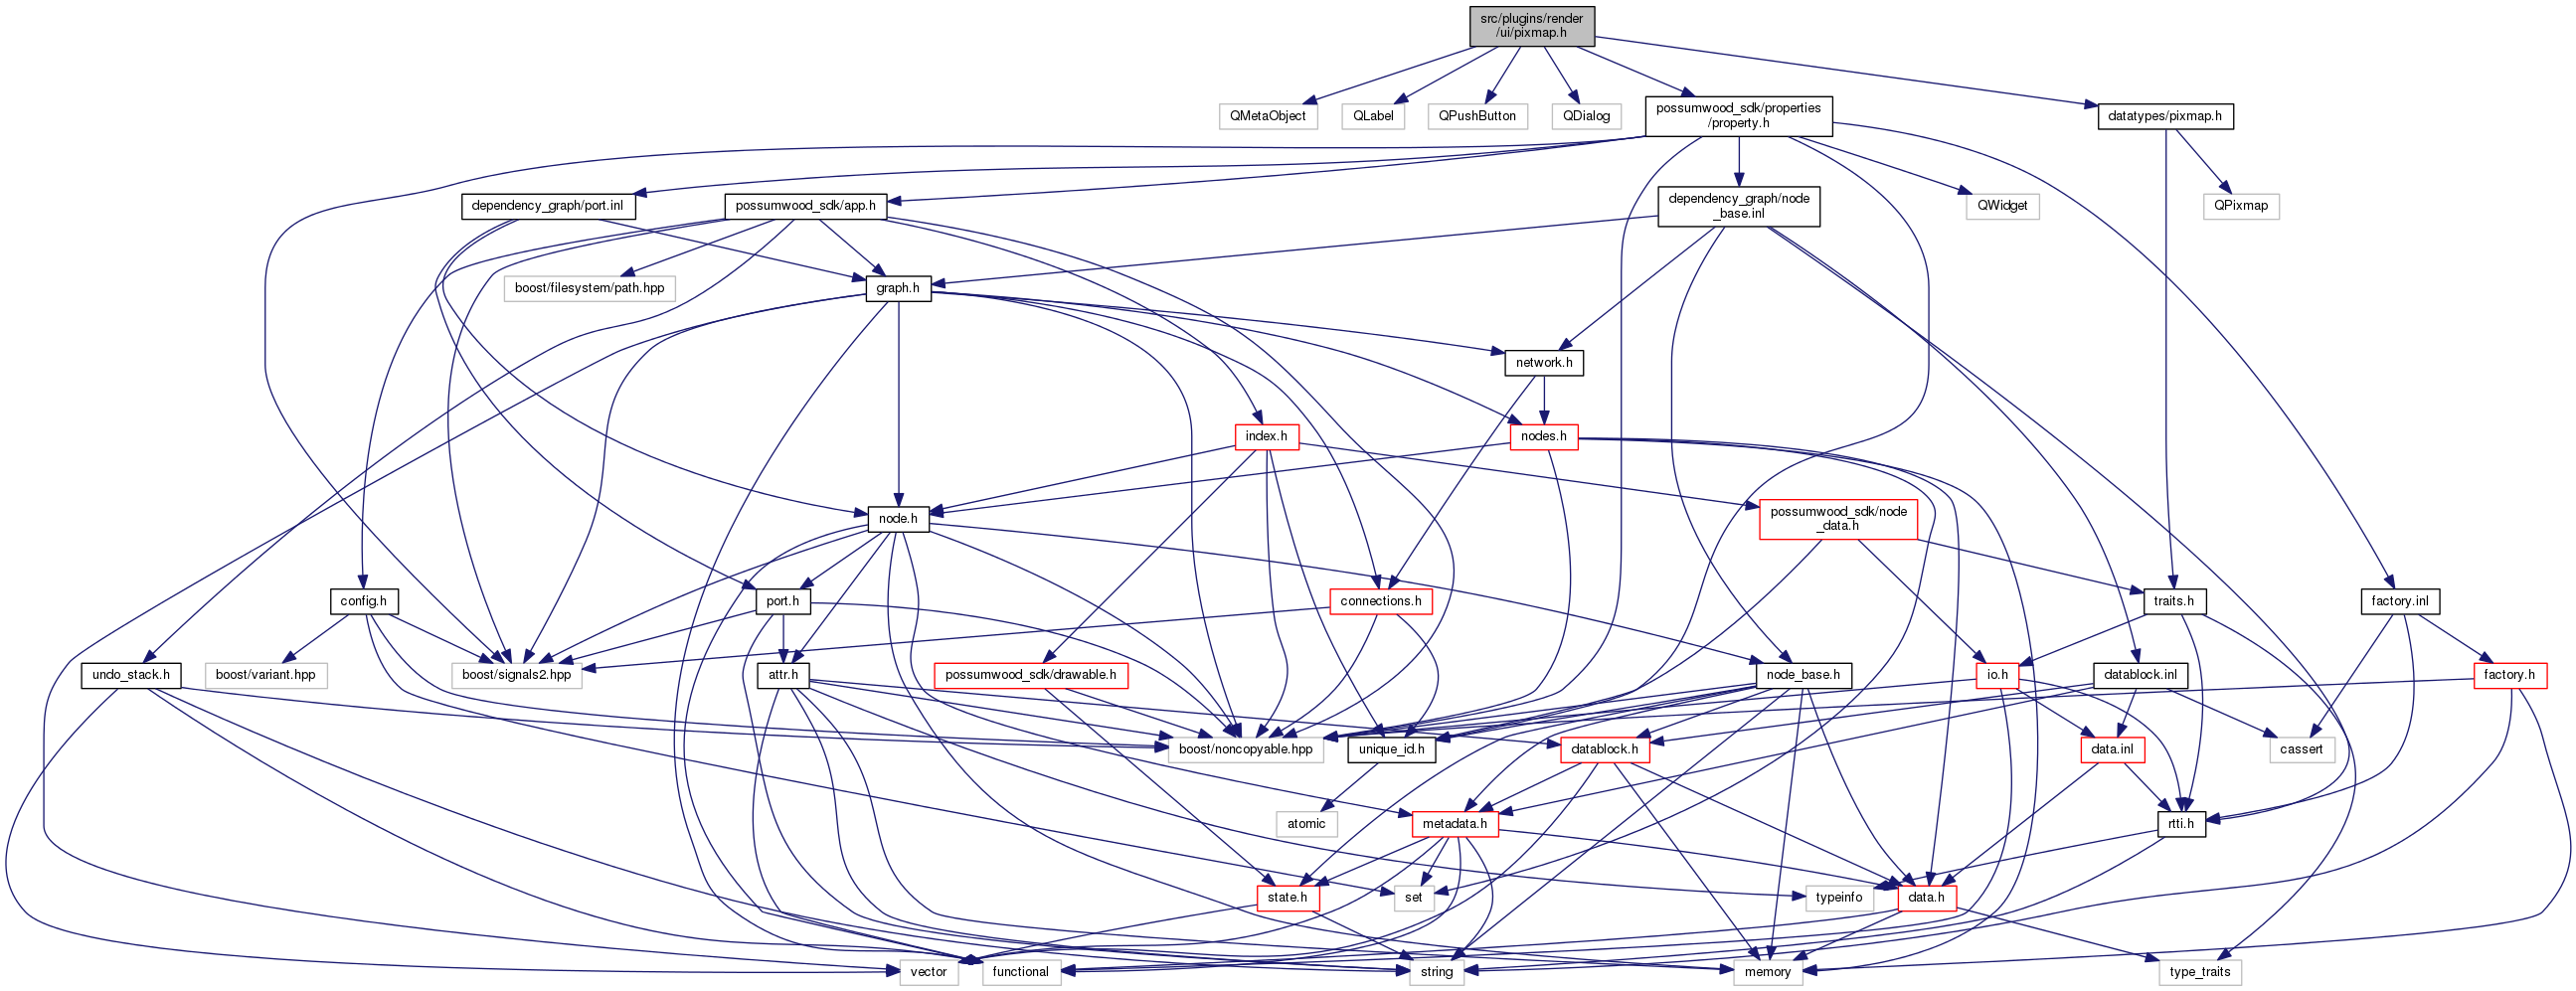 src/plugins/render
/ui/pixmap.h
QMetaObject
QLabel
QPushButton
QDialog
possumwood_sdk/properties
/property.h
datatypes/pixmap.h
dependency_graph/port.inl
possumwood_sdk/app.h
dependency_graph/node
_base.inl
QWidget
QPixmap
boost/filesystem/path.hpp
graph.h
network.h
index.h
nodes.h
node.h
possumwood_sdk/node
_data.h
config.h
port.h
connections.h
traits.h
factory.inl
undo_stack.h
boost/variant.hpp
boost/signals2.hpp
attr.h
possumwood_sdk/drawable.h
node_base.h
io.h
datablock.inl
factory.h
boost/noncopyable.hpp
unique_id.h
datablock.h
data.inl
cassert
atomic
metadata.h
rtti.h
state.h
set
typeinfo
data.h
vector
functional
string
memory
type_traits